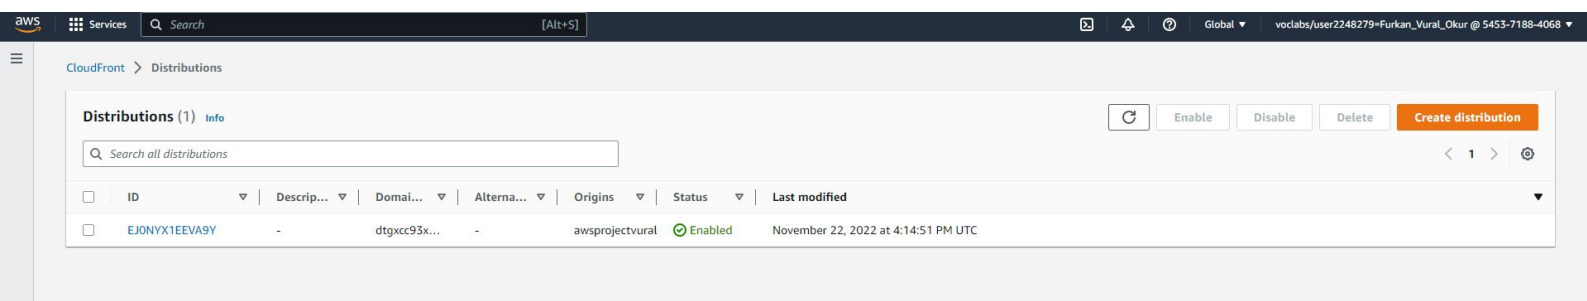 aws Services Search [Alt+S] Global voclabs/user2248279=Furkan_Vural_Okur @ 5453-7188-4068
CloudFront > Distributions
Distributions (1) Info Enable Disable Delete Create distribution
Search all distributions < 1 >
ID Descrip... Domai... Alterna... Origins Status Last modified
EJ0NYX1EEVA9Y - dtgxcc93x... - awsprojectvural Enabled November 22, 2022 at 4:14:51 PM UTC